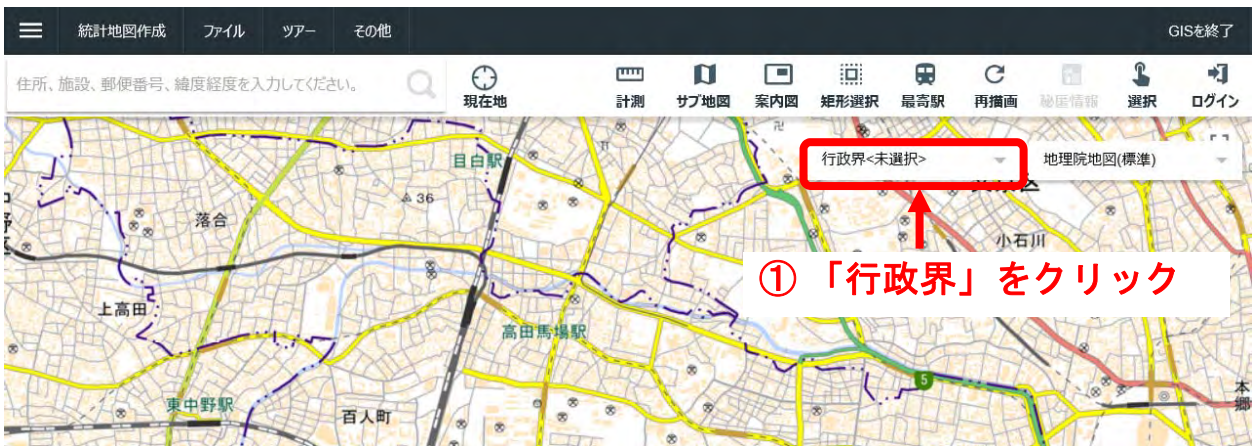 統計地図作成 ファイル ツアー その他 GISを終了
住所、施設、郵便番号、緯度経度を入力してください。 現在地 計測 サブ地図 案内図 矩形選択 最寄駅 再描画 秘匿情報 選択 ログイン
行政界<未選択> 地理院地図(標準)
目白駅
36
落合
小石川
①「行政界」をクリック
上高田
高田馬場駅
5
本郷
東中野駅
百人町